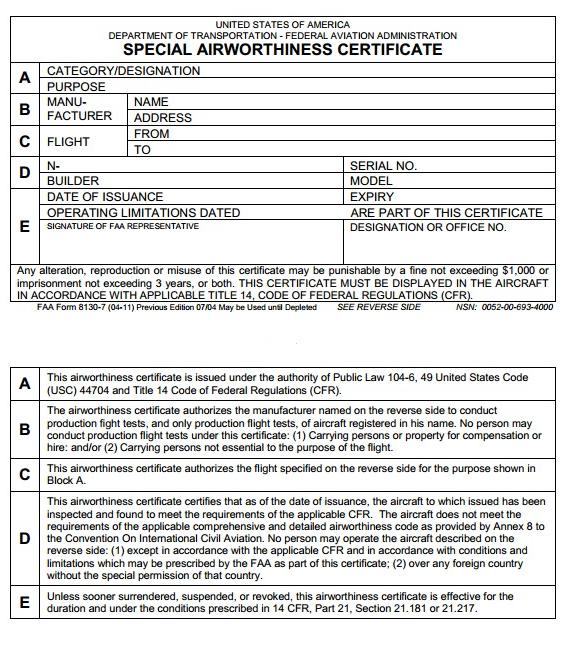 UNITED STATES OF AMERICA
DEPARTMENT OF TRANSPORTATION - FEDERAL AVIATION ADMINISTRATION
SPECIAL AIRWORTHINESS CERTIFICATE
A
CATEGORY/DESIGNATION
PURPOSE
B
MANU-
FACTURER
NAME
ADDRESS
C
FLIGHT
FROM
TO
D
N- SERIAL NO.
BUILDER MODEL
E
DATE OF ISSUANCE EXPIRY
OPERATING LIMITATIONS DATED ARE PART OF THIS CERTIFICATE
SIGNATURE OF FAA REPRESENTATIVE DESIGNATION OR OFFICE NO.
Any alteration, reproduction or misuse of this certificate may be punishable by a fine not exceeding $1,000 or
imprisonment not exceeding 3 years, or both. THIS CERTIFICATE MUST BE DISPLAYED IN THE AIRCRAFT
IN ACCORDANCE WITH APPLICABLE TITLE 14, CODE OF FEDERAL REGULATIONS (CFR).
FAA Form 8130-7 (04-11) Previous Edition 07/04 May be Used until Depleted SEE REVERSE SIDE NSN: 0052-00-693-4000
A
This airworthiness certificate is issued under the authority of Public Law 104-6, 49 United States Code
(USC) 44704 and Title 14 Code of Federal Regulations (CFR).
B
The airworthiness certificate authorizes the manufacturer named on the reverse side to conduct
production fight tests, and only production flight tests, of aircraft registered in his name. No person may
conduct production flight tests under this certificate: (1) Carrying persons or property for compensation or
hire: and/or (2) Carrying persons not essential to the purpose of the flight.
C
This airworthiness certificate authorizes the flight specified on the reverse side for the purpose shown in
Block A.
D
This airworthiness certificate certifies that as of the date of issuance, the aircraft to which issued has been
inspected and found to meet the requirements of the applicable CFR. The aircraft does not meet the
requirements of the applicable comprehensive and detailed airworthiness code as provided by Annex 8 to
the Convention On International Civil Aviation. No person may operate the aircraft described on the
reverse side: (1) except in accordance with the applicable CFR and in accordance with conditions and
limitations which may be prescribed by the FAA as part of this certificate; (2) over any foreign country
without the special permission of that country.
E
Unless sooner surrendered, suspended, or revoked, this airworthiness certificate is effective for the
duration and under the conditions prescribed in 14 CFR, Part 21, Section 21.181 or 21.217.